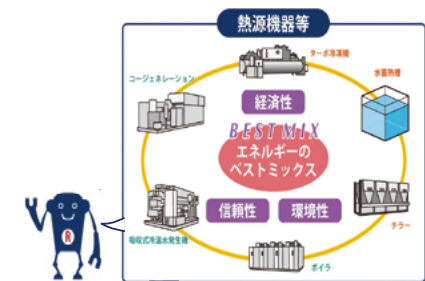 熱源機器等
ターボ冷凍機
コージェネレーション
水蓄熱槽
経済性
BEST MIX
エネルギーの
ベストミックス
信頼性
環境性
吸収式冷温水発生機
チラー
ボイラ
R